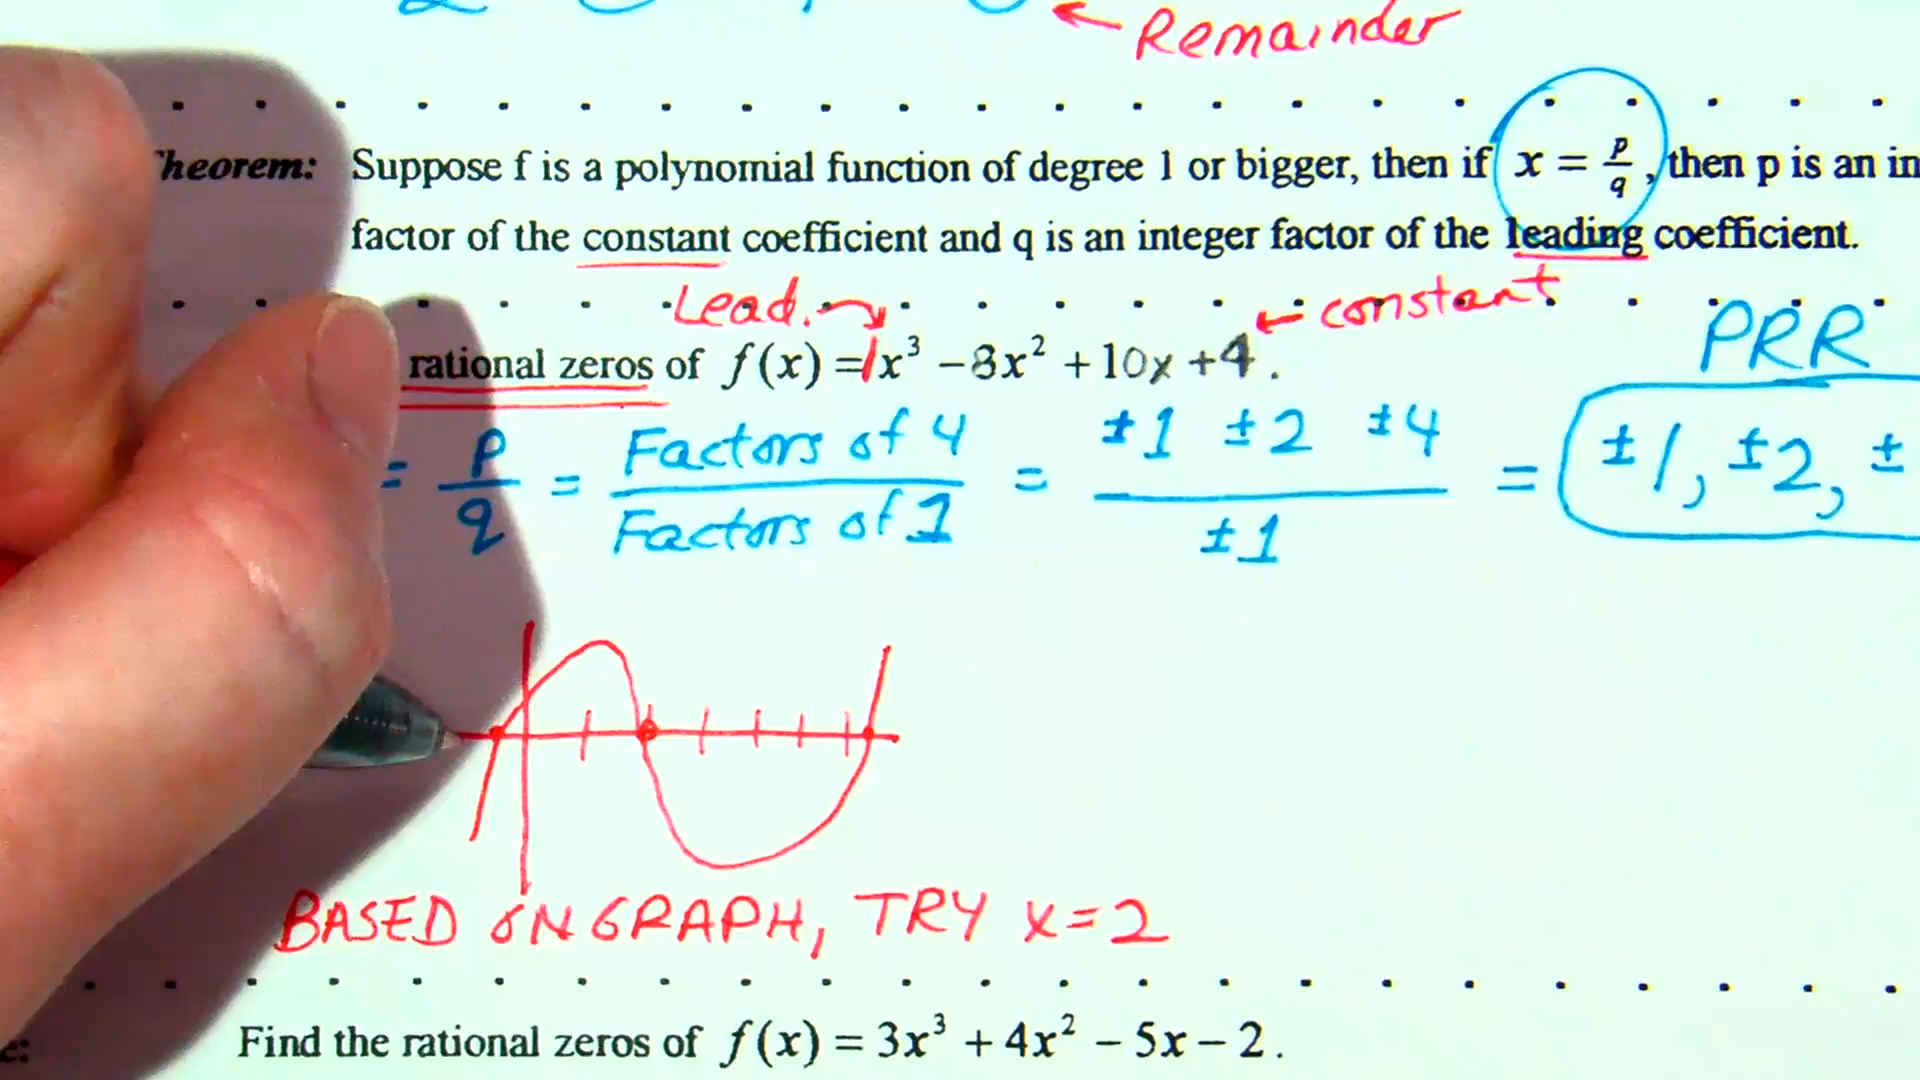 ← Remainder
Theorem: Suppose f is a polynomial function of degree 1 or bigger, then if x = p/q, then p is an in
factor of the constant coefficient and q is an integer factor of the leading coefficient.
Lead. ← constant
rational zeros of f(x) = 1x³ − 8x² + 10x + 4. PRR
= p/q = Factors of 4 / Factors of 1 = ±1 ±2 ±4 / ±1 = ±1, ±2, ±
BASED ON GRAPH, TRY x=2
e: Find the rational zeros of f(x) = 3x³ + 4x² − 5x − 2.